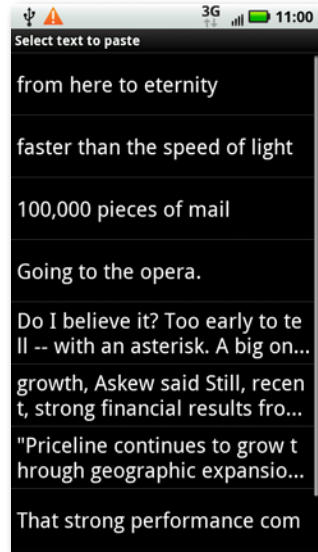 3G 11:00
Select text to paste
from here to eternity
faster than the speed of light
100,000 pieces of mail
Going to the opera.
Do I believe it? Too early to te
ll -- with an asterisk. A big on...
growth, Askew said Still, recen
t, strong financial results fro...
"Priceline continues to grow t
hrough geographic expansio...
That strong performance com